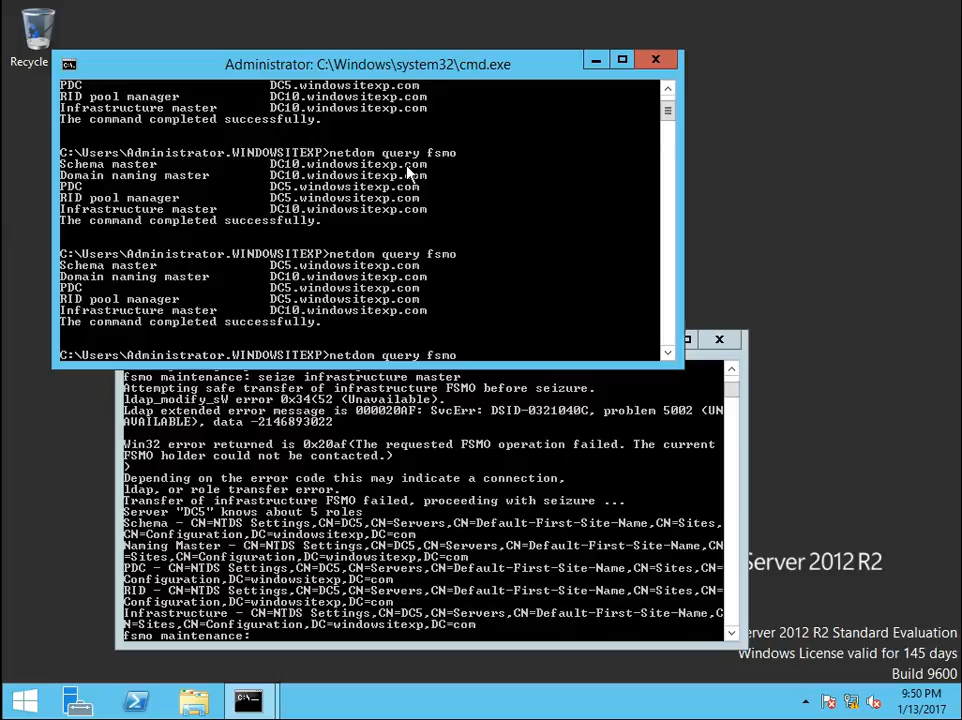 Recycle
Administrator: C:\Windows\system32\cmd.exe
PDC DC5.windowsitexp.com
RID pool manager DC10.windowsitexp.com
Infrastructure master DC10.windowsitexp.com
The command completed successfully.
C:\Users\Administrator.WINDOWSITEXP>netdom query fsmo
Schema master DC10.windowsitexp.com
Domain naming master DC10.windowsitexp.com
PDC DC5.windowsitexp.com
RID pool manager DC5.windowsitexp.com
Infrastructure master DC10.windowsitexp.com
The command completed successfully.
C:\Users\Administrator.WINDOWSITEXP>netdom query fsmo
Schema master DC5.windowsitexp.com
Domain naming master DC10.windowsitexp.com
PDC DC5.windowsitexp.com
RID pool manager DC5.windowsitexp.com
Infrastructure master DC10.windowsitexp.com
The command completed successfully.
C:\Users\Administrator.WINDOWSITEXP>netdom query fsmo
fsmo maintenance: seize infrastructure master
Attempting safe transfer of infrastructure FSMO before seizure.
ldap_modify_sW error 0x34(52 (Unavailable).
Ldap extended error message is 000020AF: SvcErr: DSID-0321040C, problem 5002 (UN
AVAILABLE), data -2146893022
Win32 error returned is 0x20af(The requested FSMO operation failed. The current
FSMO holder could not be contacted.)
)
Depending on the error code this may indicate a connection,
ldap, or role transfer error.
Transfer of infrastructure FSMO failed, proceeding with seizure ...
Server "DC5" knows about 5 roles
Schema - CN=NTDS Settings,CN=DC5,CN=Servers,CN=Default-First-Site-Name,CN=Sites,
CN=Configuration,DC=windowsitexp,DC=com
Naming Master - CN=NTDS Settings,CN=DC5,CN=Servers,CN=Default-First-Site-Name,CN
=Sites,CN=Configuration,DC=windowsitexp,DC=com
PDC - CN=NTDS Settings,CN=DC5,CN=Servers,CN=Default-First-Site-Name,CN=Sites,CN=
Configuration,DC=windowsitexp,DC=com
RID - CN=NTDS Settings,CN=DC5,CN=Servers,CN=Default-First-Site-Name,CN=Sites,CN=
Configuration,DC=windowsitexp,DC=com
Infrastructure - CN=NTDS Settings,CN=DC5,CN=Servers,CN=Default-First-Site-Name,C
N=Sites,CN=Configuration,DC=windowsitexp,DC=com
fsmo maintenance:
Server 2012 R2
erver 2012 R2 Standard Evaluation
Windows License valid for 145 days
Build 9600
9:50 PM
1/13/2017